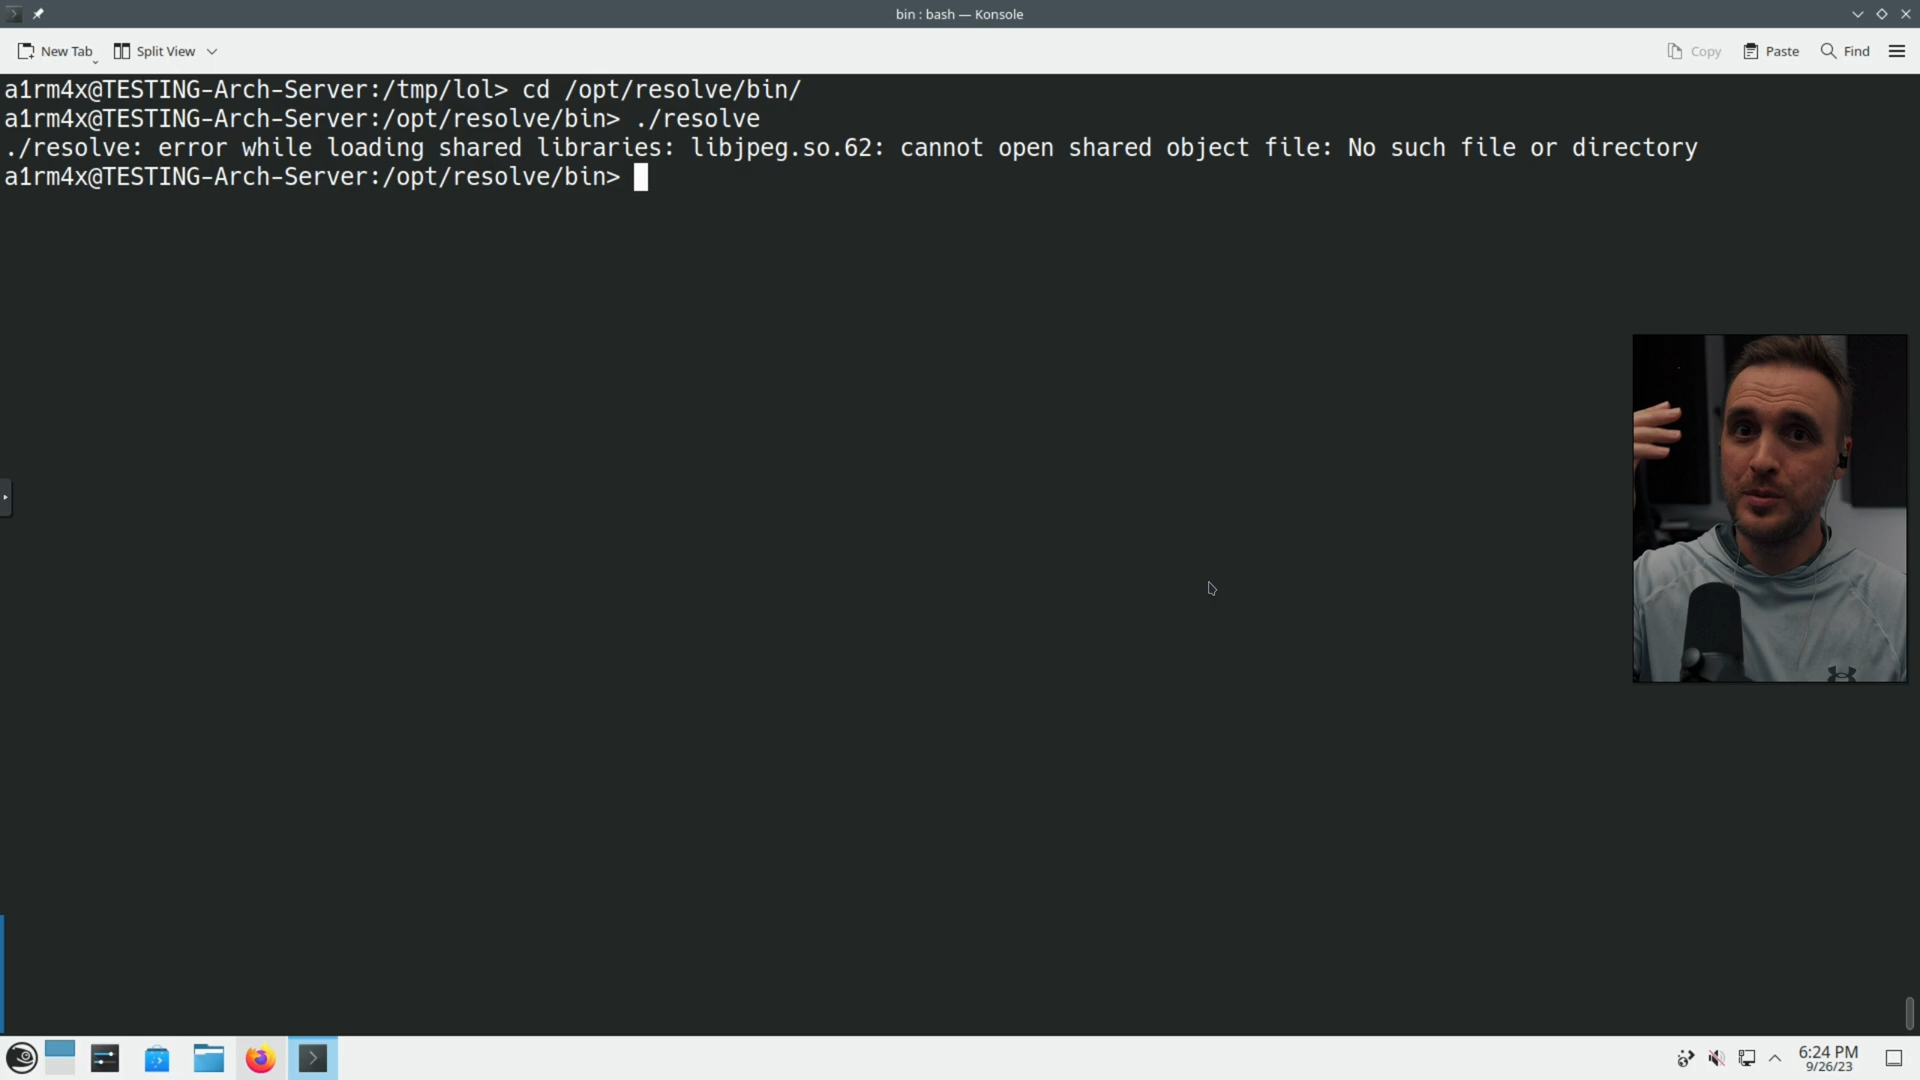 bin : bash — Konsole
New Tab
Split View
Copy
Paste
Find
a1rm4x@TESTING-Arch-Server:/tmp/lol> cd /opt/resolve/bin/
a1rm4x@TESTING-Arch-Server:/opt/resolve/bin> ./resolve
./resolve: error while loading shared libraries: libjpeg.so.62: cannot open shared object file: No such file or directory
a1rm4x@TESTING-Arch-Server:/opt/resolve/bin>
6:24 PM
9/26/23